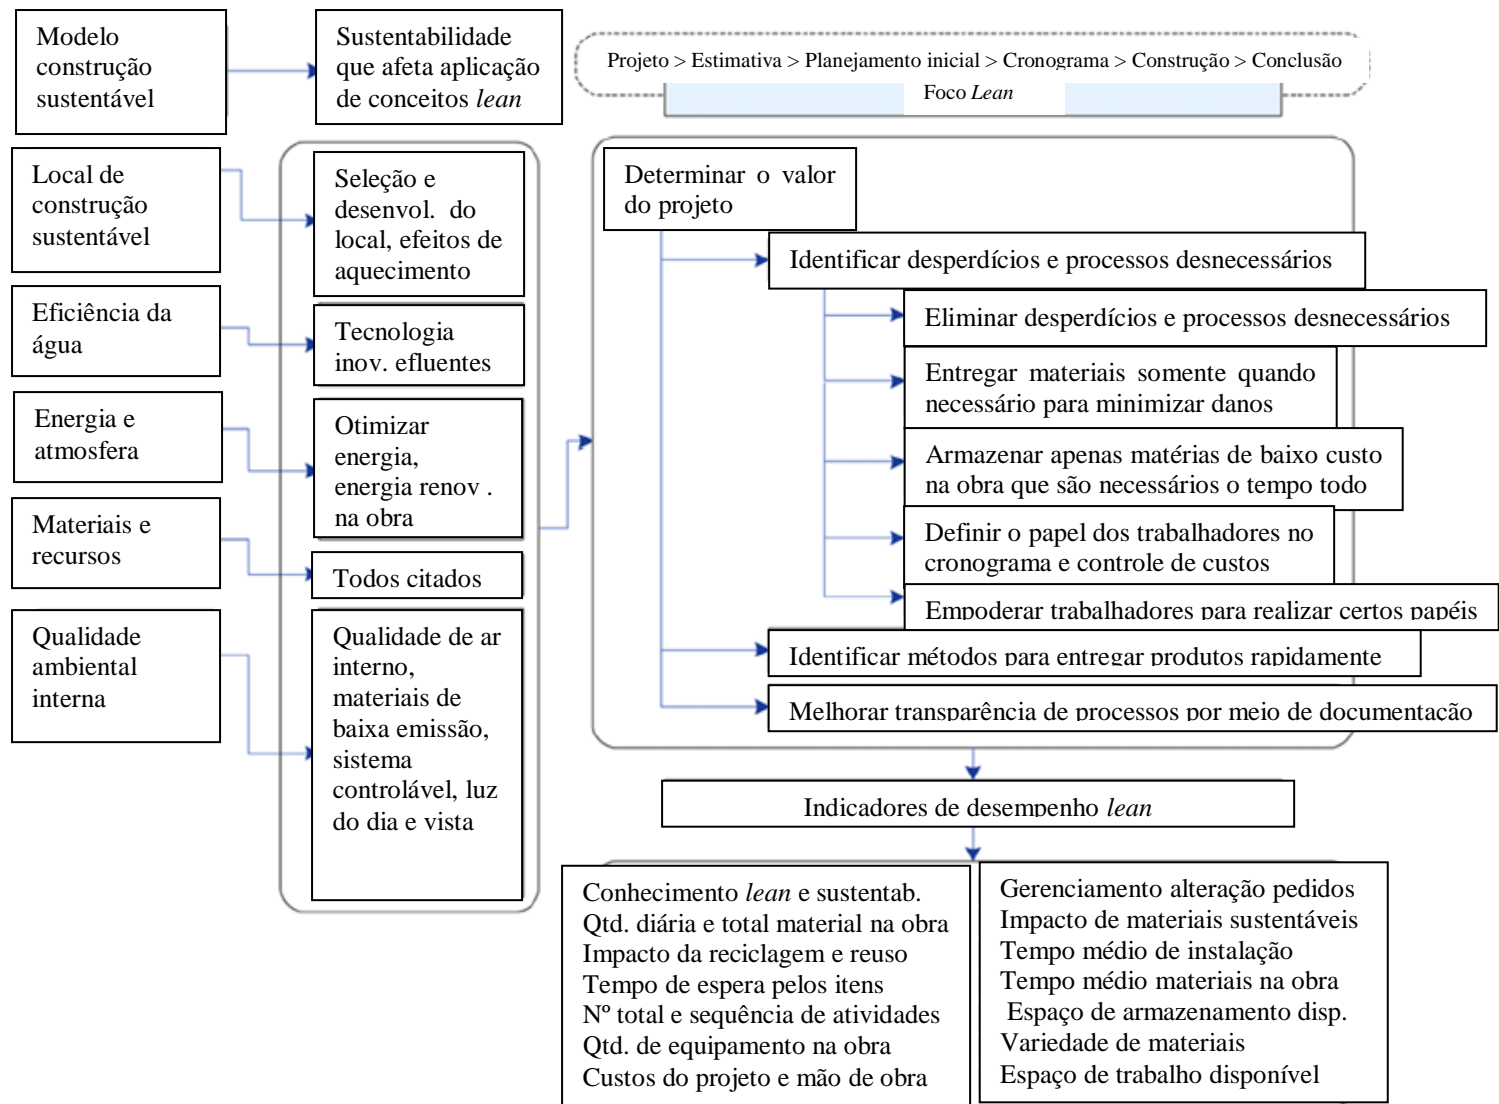 Modelo
construção
sustentável
Sustentabilidade
que afeta aplicação
de conceitos lean
Projeto > Estimativa > Planejamento inicial > Cronograma > Construção > Conclusão
Foco Lean
Local de
construção
sustentável
Eficiência da
água
Energia e
atmosfera
Materiais e
recursos
Qualidade
ambiental
interna
Seleção e
desenvol. do
local, efeitos de
aquecimento
Tecnologia
inov. efluentes
Otimizar
energia,
energia renov .
na obra
Todos citados
Qualidade de ar
interno,
materiais de
baixa emissão,
sistema
controlável, luz
do dia e vista
Determinar o valor
do projeto
Identificar desperdícios e processos desnecessários
Eliminar desperdícios e processos desnecessários
Entregar materiais somente quando
necessário para minimizar danos
Armazenar apenas matérias de baixo custo
na obra que são necessários o tempo todo
Definir o papel dos trabalhadores no
cronograma e controle de custos
Empoderar trabalhadores para realizar certos papéis
Identificar métodos para entregar produtos rapidamente
Melhorar transparência de processos por meio de documentação
Indicadores de desempenho lean
Conhecimento lean e sustentab.
Qtd. diária e total material na obra
Impacto da reciclagem e reuso
Tempo de espera pelos itens
Nº total e sequência de atividades
Qtd. de equipamento na obra
Custos do projeto e mão de obra
Gerenciamento alteração pedidos
Impacto de materiais sustentáveis
Tempo médio de instalação
Tempo médio materiais na obra
Espaço de armazenamento disp.
Variedade de materiais
Espaço de trabalho disponível